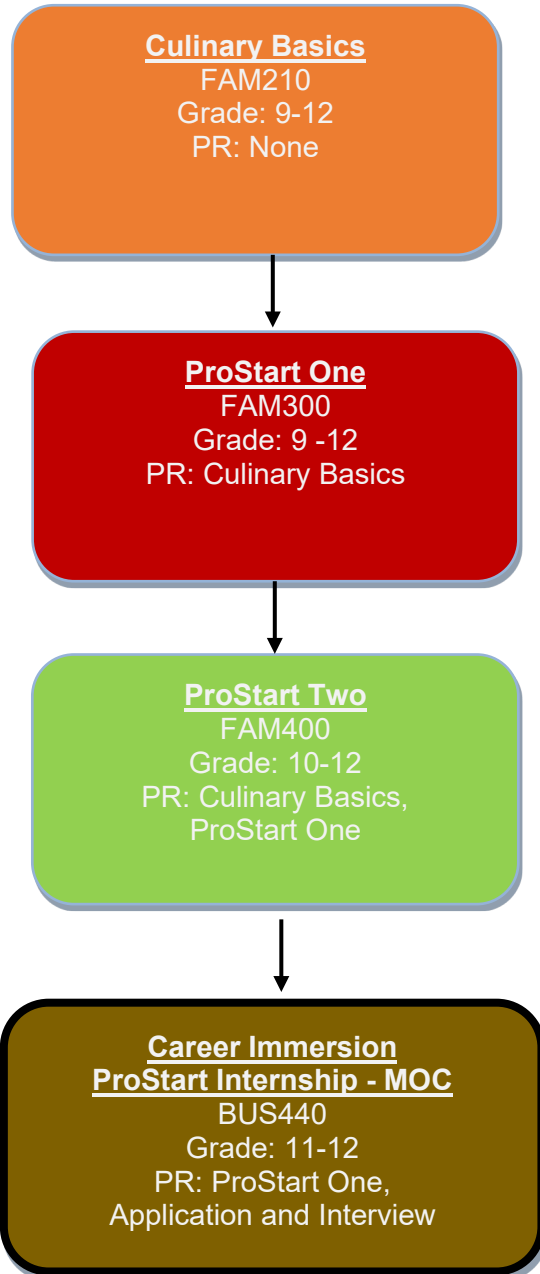 Culinary Basics
FAM210
Grade: 9-12
PR: None
ProStart One
FAM300
Grade: 9 -12
PR: Culinary Basics
ProStart Two
FAM400
Grade: 10-12
PR: Culinary Basics,
ProStart One
Career Immersion
ProStart Internship - MOC
BUS440
Grade: 11-12
PR: ProStart One,
Application and Interview